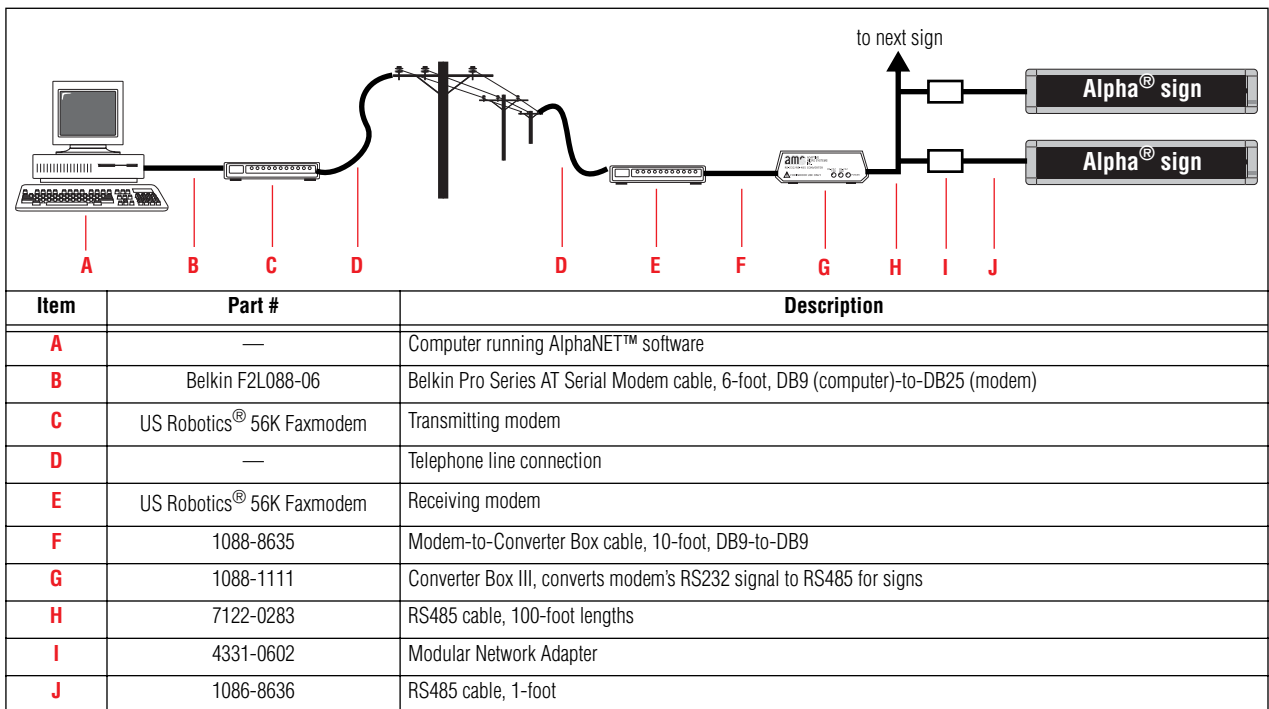 to next sign
Alpha® sign
Alpha® sign
amc
A B C D D E F G H I J
Item Part # Description
A — Computer running AlphaNET™ software
B Belkin F2L088-06 Belkin Pro Series AT Serial Modem cable, 6-foot, DB9 (computer)-to-DB25 (modem)
C US Robotics® 56K Faxmodem Transmitting modem
D — Telephone line connection
E US Robotics® 56K Faxmodem Receiving modem
F 1088-8635 Modem-to-Converter Box cable, 10-foot, DB9-to-DB9
G 1088-1111 Converter Box III, converts modem's RS232 signal to RS485 for signs
H 7122-0283 RS485 cable, 100-foot lengths
I 4331-0602 Modular Network Adapter
J 1086-8636 RS485 cable, 1-foot